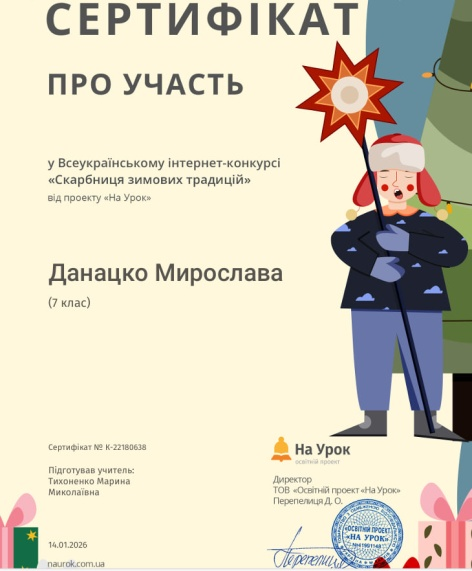 СЕРТИФІКАТ
ПРО УЧАСТЬ
у Всеукраїнському інтернет-конкурсі
«Скарбниця зимових традицій»
від проекту «На Урок»
Данацко Мирослава
(7 клас)
Сертифікат № К-22180638
Підготував учитель:
Тихоненко Марина
Миколаївна
14.01.2026
naurok.com.ua
На Урок
освітній проект
Директор
ТОВ «Освітній проект «На Урок»
Перепелиця Д. О.
«ОСВІТНІЙ ПРОЕКТ
«НА УРОК»